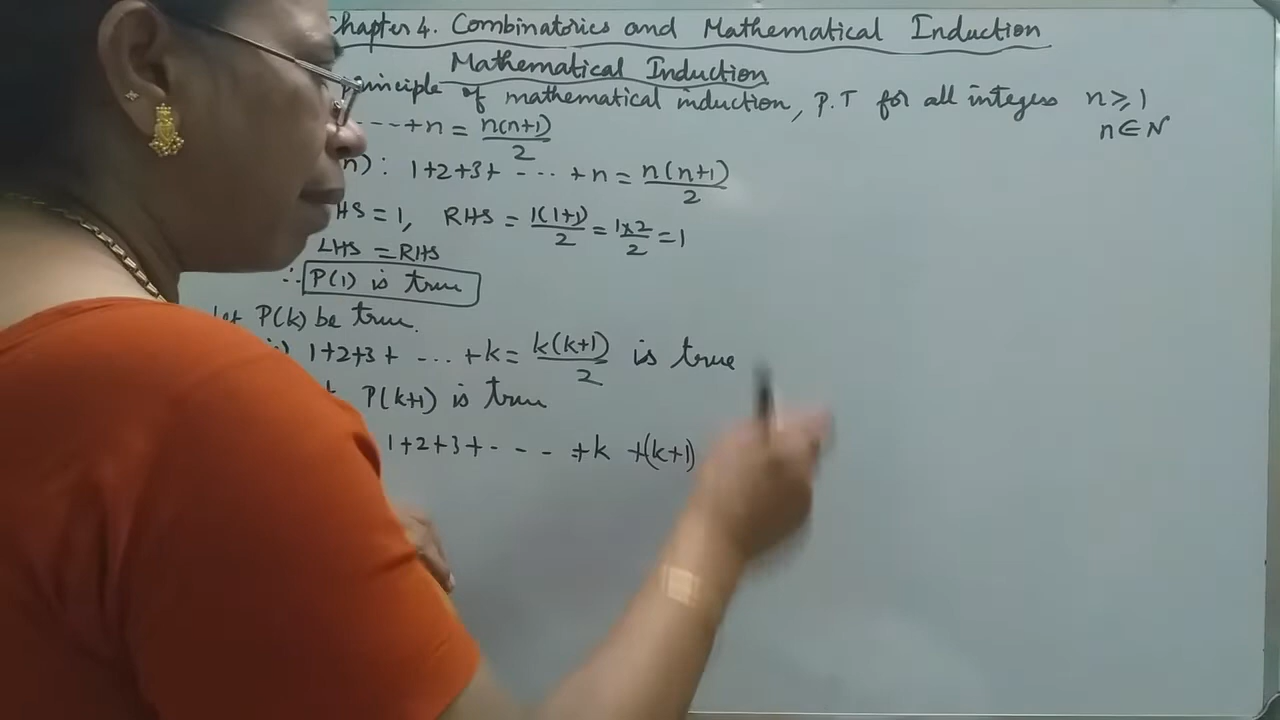 Chapter 4. Combinatorics and Mathematical Induction
Mathematical Induction
principle of mathematical induction, P.T for all integers n ≥ 1
n ∈ N
---+n = n(n+1)/2
n): 1+2+3+ - ... +n = n(n+1)/2
HS = 1, RHS = 1(1+1)/2 = 1x2/2 = 1
LHS = RHS
∴ P(1) is true
let P(k) be true.
) 1+2+3+ ... +k = k(k+1)/2 is true
P(k+1) is true
1+2+3+- - - +k +(k+1)